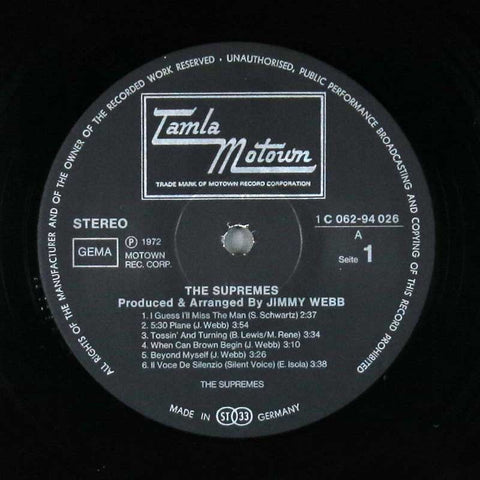 ALL RIGHTS OF THE MANUFACTURER AND OF THE OWNER OF THE RECORDED WORK RESERVED - UNAUTHORISED, PUBLIC PERFORMANCE BROADCASTING AND COPYING OF THIS RECORD PROHIBITED
Tamla
Motown
TRADE MARK OF MOTOWN RECORD CORPORATION
STEREO
GEMA
Ⓟ 1972
MOTOWN
REC. CORP.
1 C 062-94 026
A
Seite 1
THE SUPREMES
Produced & Arranged By JIMMY WEBB
1. I Guess I'll Miss The Man (S. Schwartz) 2:37
2. 5:30 Plane (J. Webb) 3:54
3. Tossin' And Turning (B. Lewis/M. Rene) 3:34
4. When Can Brown Begin (J. Webb) 3:42
5. Beyond Myself (J. Webb) 3:26
6. Il Voce De Silenzio (Silent Voice) (E. Isola) 3:38
THE SUPREMES
MADE IN ST 33 GERMANY